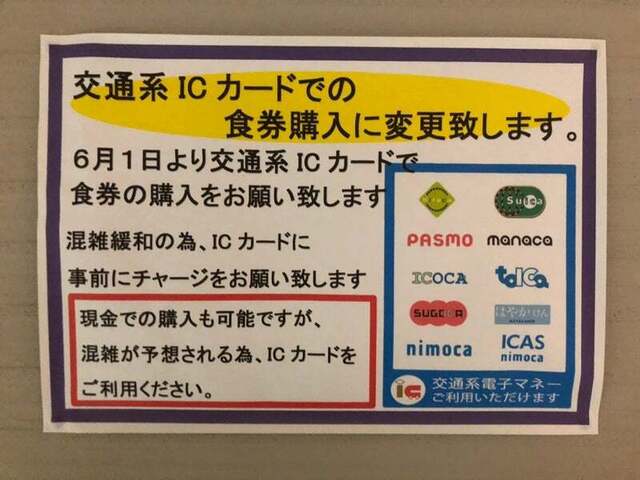 交通系ICカードでの
食券購入に変更致します。
6月1日より交通系ICカードで
食券の購入をお願い致します
混雑緩和の為、ICカードに
事前にチャージをお願い致します
現金での購入も可能ですが、
混雑が予想される為、ICカードを
ご利用ください。
Suica
PASMO manaca
ICOCA toICa
SUGOCA はやかけん
nimoca ICAS
nimoca
IC 交通系電子マネー
ご利用いただけます